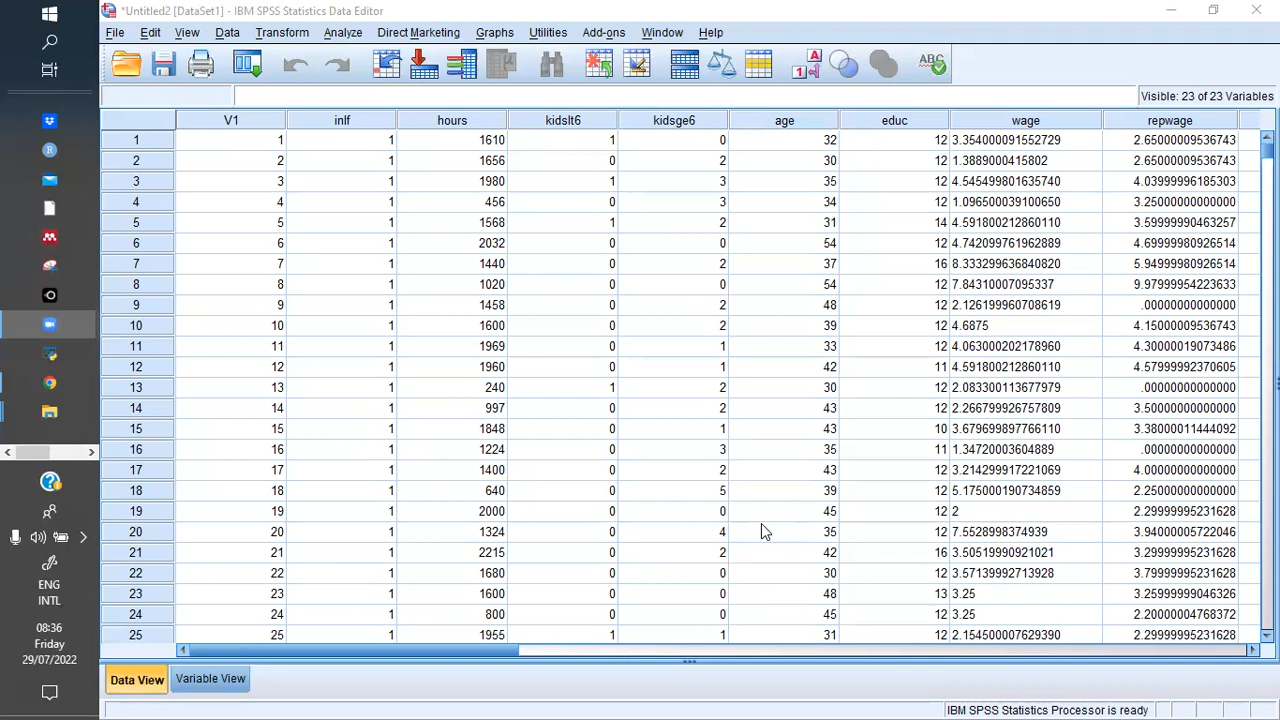 *Untitled2 [DataSet1] - IBM SPSS Statistics Data Editor
File Edit View Data Transform Analyze Direct Marketing Graphs Utilities Add-ons Window Help
Visible: 23 of 23 Variables
V1 inlf hours kidslt6 kidsge6 age educ wage repwage
1 1 1 1610 1 0 32 12 3.354000091552729 2.65000009536743
2 2 1 1656 0 2 30 12 1.3889000415802 2.65000009536743
3 3 1 1980 1 3 35 12 4.545499801635740 4.03999996185303
4 4 1 456 0 3 34 12 1.096500039100650 3.25000000000000
5 5 1 1568 1 2 31 14 4.591800212860110 3.59999990463257
6 6 1 2032 0 0 54 12 4.742099761962889 4.69999980926514
7 7 1 1440 0 2 37 16 8.333299636840820 5.94999980926514
8 8 1 1020 0 0 54 12 7.84310007095337 9.97999954223633
9 9 1 1458 0 2 48 12 2.126199960708619 .00000000000000
10 10 1 1600 0 2 39 12 4.6875 4.15000009536743
11 11 1 1969 0 1 33 12 4.063000202178960 4.30000019073486
12 12 1 1960 0 1 42 11 4.591800212860110 4.57999992370605
13 13 1 240 1 2 30 12 2.083300113677979 .00000000000000
14 14 1 997 0 2 43 12 2.266799926757809 3.50000000000000
15 15 1 1848 0 1 43 10 3.679699897766110 3.38000011444092
16 16 1 1224 0 3 35 11 1.34720003604889 .00000000000000
17 17 1 1400 0 2 43 12 3.214299917221069 4.00000000000000
18 18 1 640 0 5 39 12 5.175000190734859 2.25000000000000
19 19 1 2000 0 0 45 12 2 2.29999995231628
20 20 1 1324 0 4 35 12 7.5528998374939 3.94000005722046
21 21 1 2215 0 2 42 16 3.50519990921021 3.29999995231628
22 22 1 1680 0 0 30 12 3.57139992713928 3.79999995231628
23 23 1 1600 0 0 48 13 3.25 3.25999999046326
24 24 1 800 0 0 45 12 3.25 2.20000004768372
25 25 1 1955 1 1 31 12 2.154500007629390 2.29999995231628
Data View Variable View
IBM SPSS Statistics Processor is ready
ENG
INTL
08:36
Friday
29/07/2022